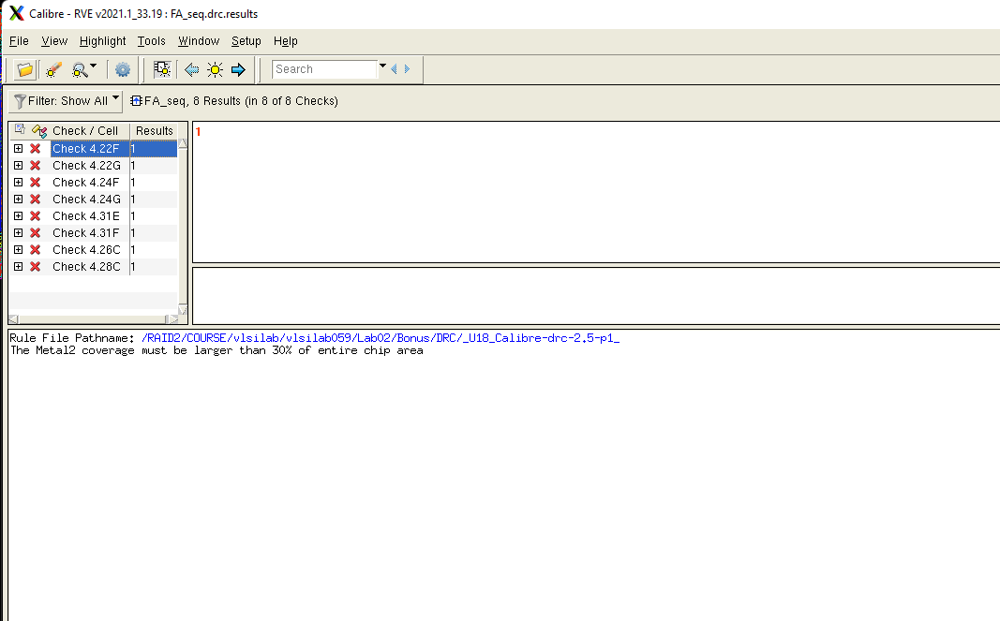 Calibre - RVE v2021.1_33.19 : FA_seq.drc.results
File View Highlight Tools Window Setup Help
Search
Filter: Show All FA_seq, 8 Results (in 8 of 8 Checks)
Check / Cell Results
1
Check 4.22F 1
Check 4.22G 1
Check 4.24F 1
Check 4.24G 1
Check 4.31E 1
Check 4.31F 1
Check 4.26C 1
Check 4.28C 1
Rule File Pathname: /RAID2/COURSE/vlsilab/vlsilab059/Lab02/Bonus/DRC/_U18_Calibre-drc-2.5-p1_
The Metal2 coverage must be larger than 30% of entire chip area